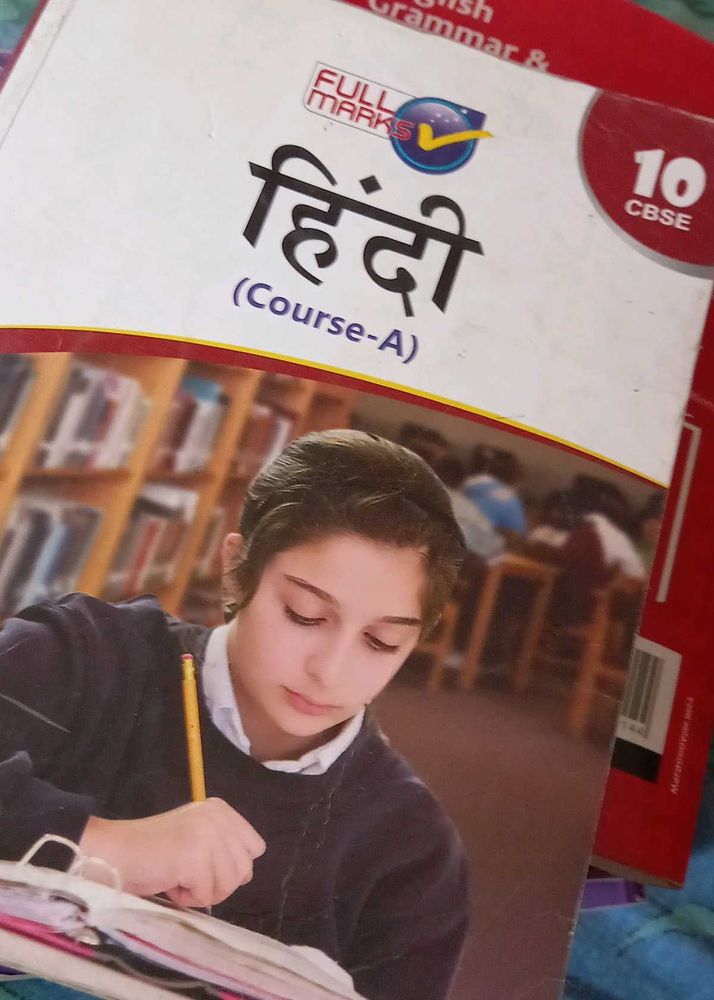 Grammar &
FULL
MARKS
10
CBSE
हिंदी
(Course-A)